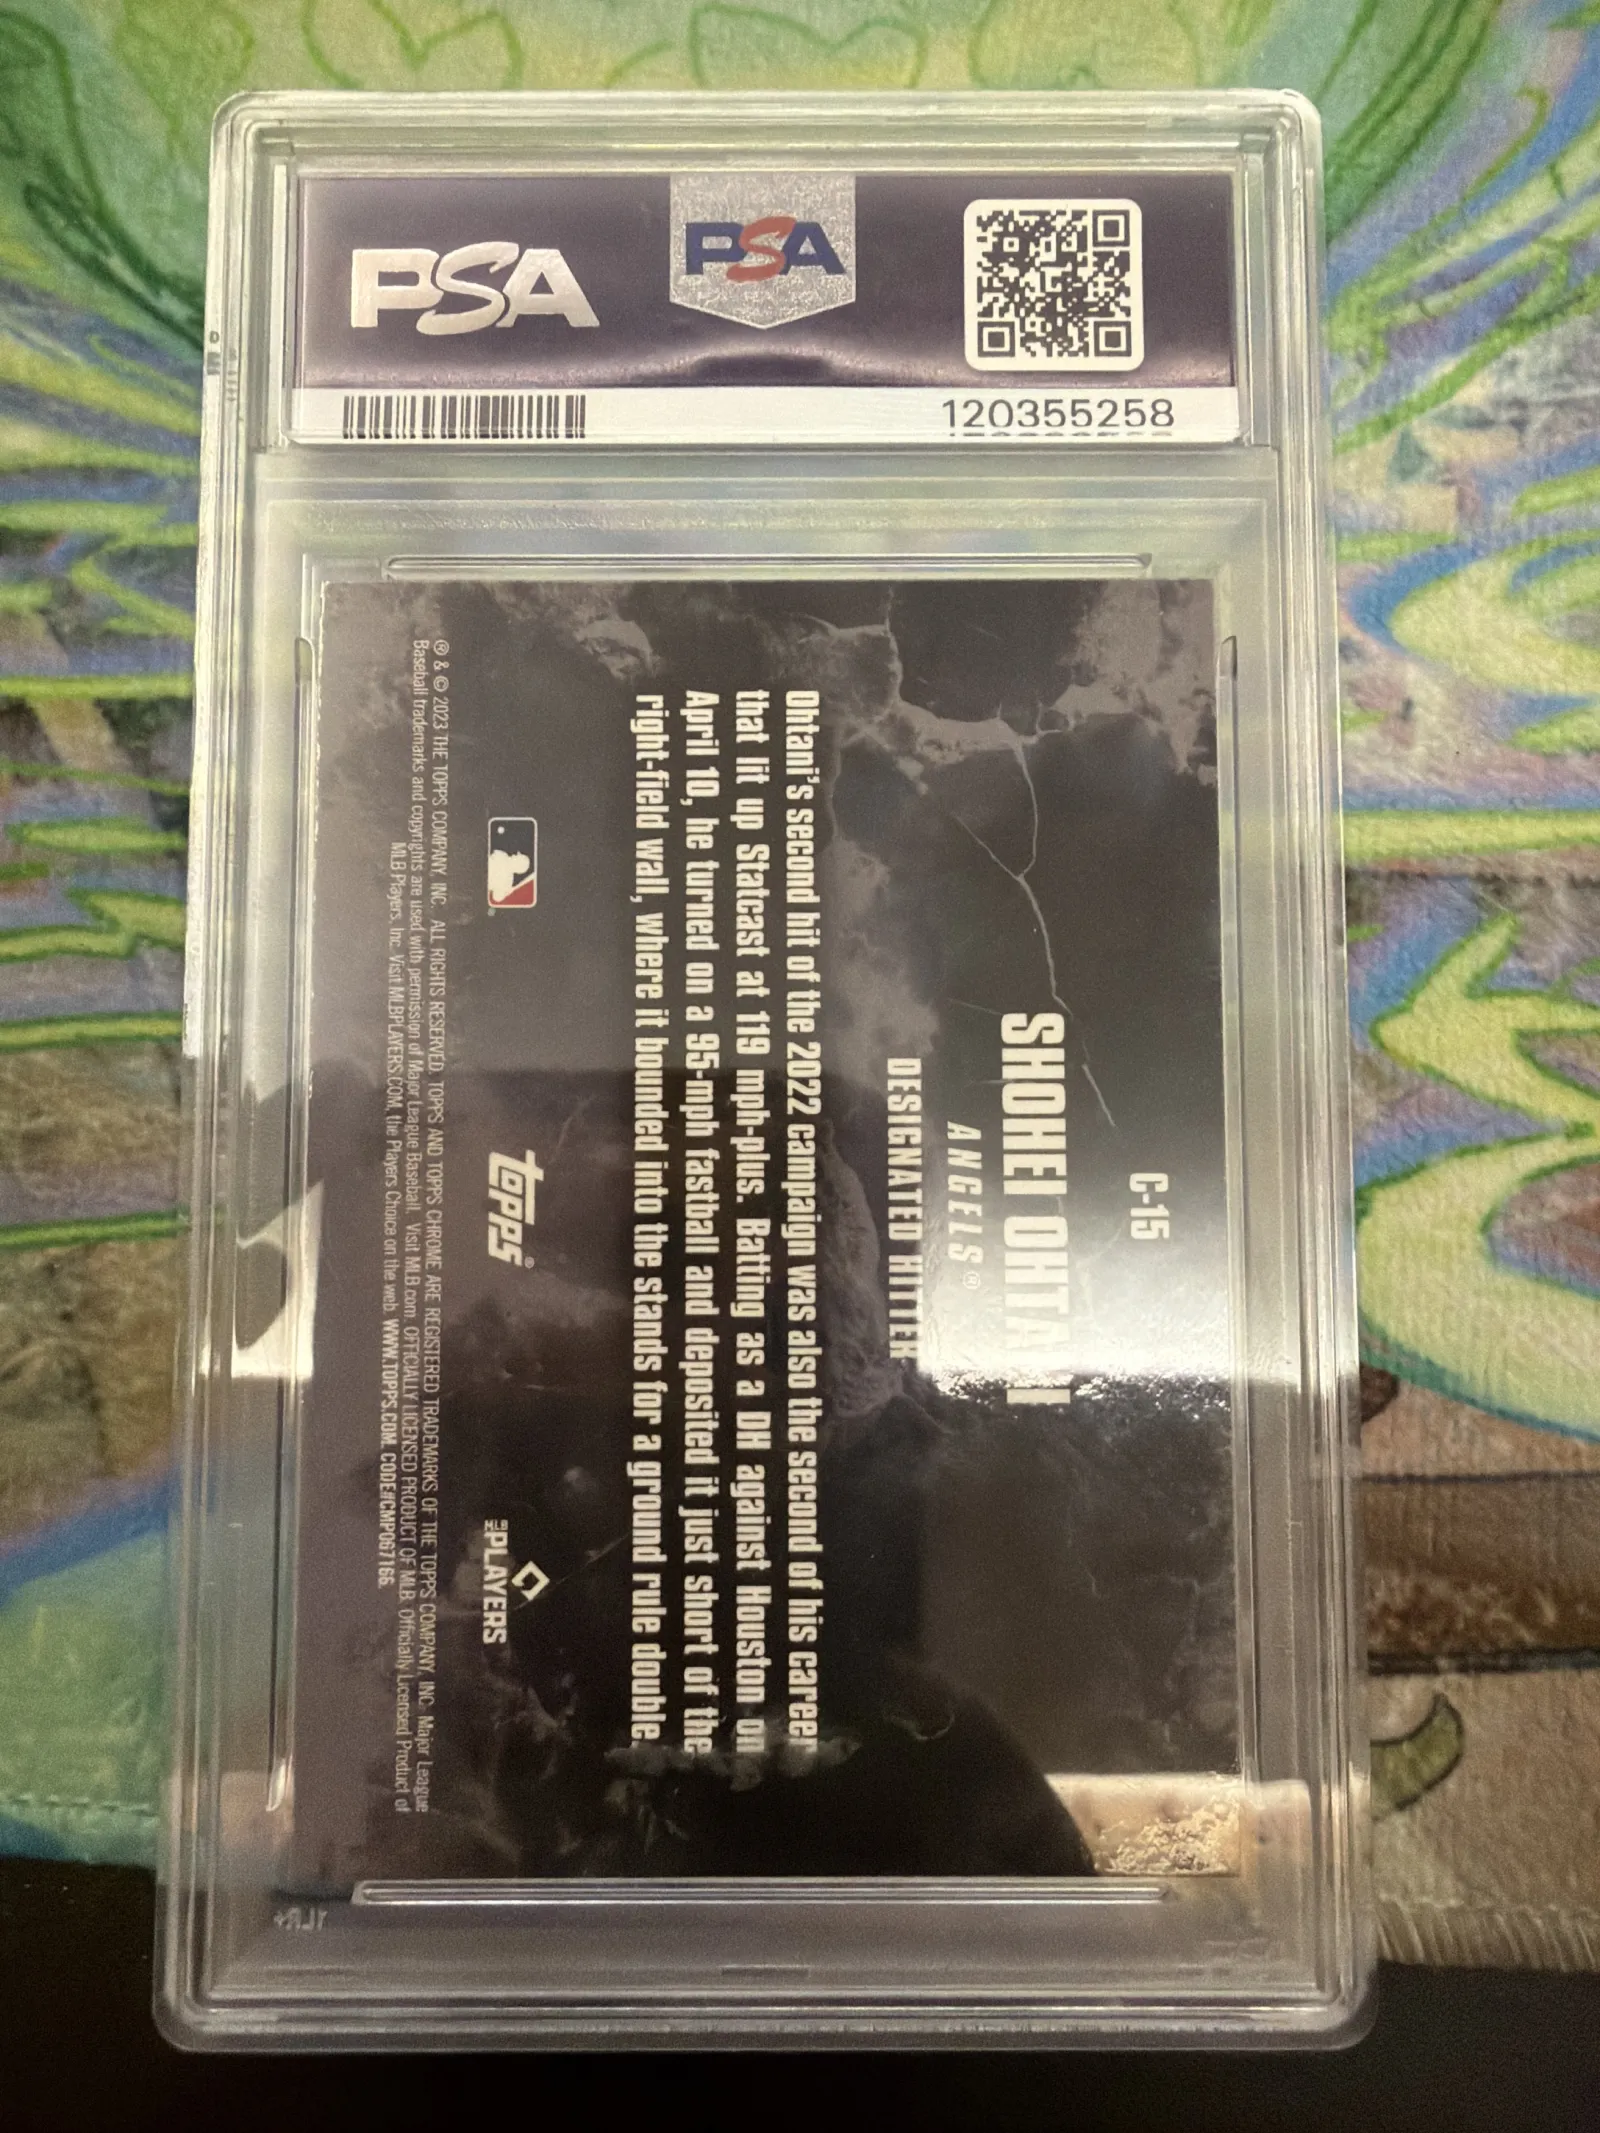 PSA
PSA
120355258
C-15
SHOHEI OHTANI
ANGELS®
DESIGNATED HITTER
Ohtani's second hit of the 2022 campaign was also the second of his career
that lit up Statcast at 119 mph-plus. Batting as a DH against Houston on
April 10, he turned on a 95-mph fastball and deposited it just short of the
right-field wall, where it bounded into the stands for a ground rule double.
topps®
MLB PLAYERS
® & © 2023 THE TOPPS COMPANY, INC. ALL RIGHTS RESERVED. TOPPS AND TOPPS CHROME ARE REGISTERED TRADEMARKS OF THE TOPPS COMPANY, INC. Major League
Baseball trademarks and copyrights are used with permission of Major League Baseball. Visit MLB.com. OFFICIALLY LICENSED PRODUCT OF MLB Players, Inc. Officially Licensed Product of
MLB Players, Inc. Visit MLBPLAYERS.COM, the Players Choice on the web. WWW.TOPPS.COM. CODE#CMP067166
1LR+